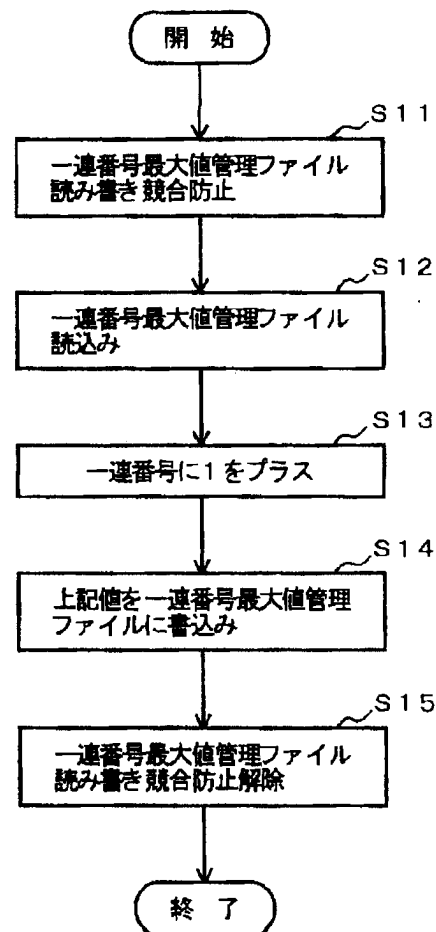 開 始
S11
一連番号最大値管理ファイル
読み書き競合防止
S12
一連番号最大値管理ファイル
読込み
S13
一連番号に1をプラス
S14
上記値を一連番号最大値管理
ファイルに書込み
S15
一連番号最大値管理ファイル
読み書き競合防止解除
終 了